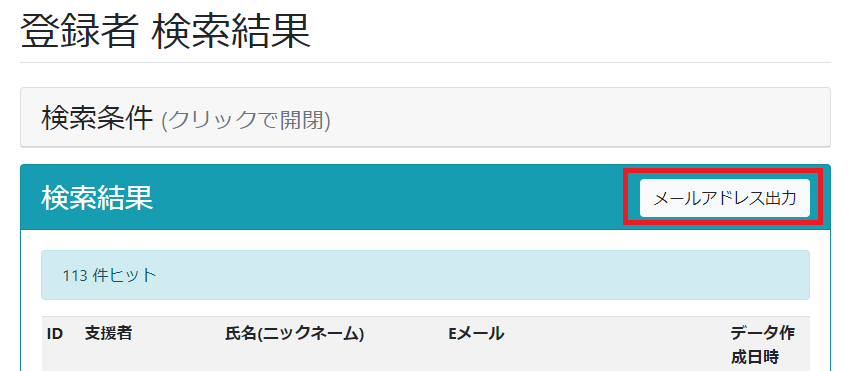 登録者 検索結果
検索条件 (クリックで開閉)
検索結果
メールアドレス出力
113 件ヒット
ID 支援者 氏名(ニックネーム) Eメール データ作
成日時